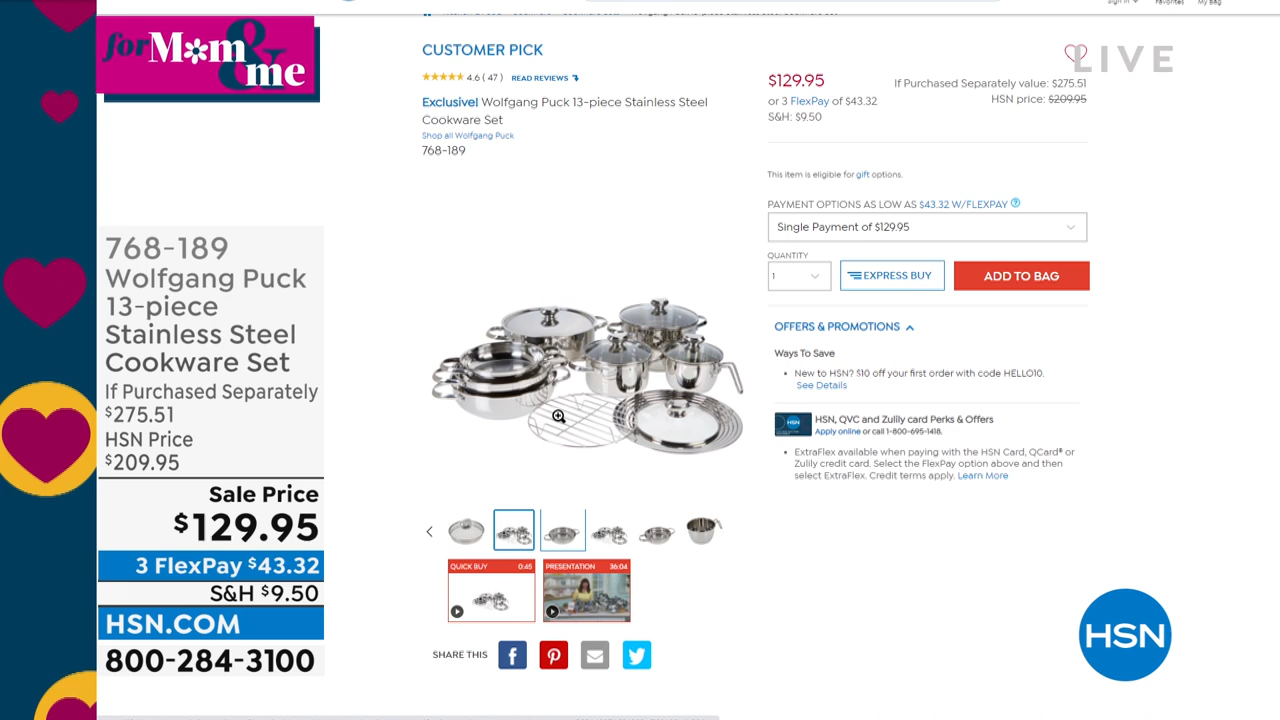 for Mom & me
768-189
Wolfgang Puck
13-piece
Stainless Steel
Cookware Set
If Purchased Separately
$275.51
HSN Price
$209.95
Sale Price
$129.95
3 FlexPay $43.32
S&H $9.50
HSN.COM
800-284-3100
Sign In
Favorites
My Bag
CUSTOMER PICK
4.6 ( 47 ) READ REVIEWS
Exclusive! Wolfgang Puck 13-piece Stainless Steel
Cookware Set
Shop all Wolfgang Puck
768-189
QUICK BUY 0:45
PRESENTATION 36:04
SHARE THIS
LIVE
$129.95
or 3 FlexPay of $43.32
S&H: $9.50
If Purchased Separately value: $275.51
HSN price: $209.95
This item is eligible for gift options.
PAYMENT OPTIONS AS LOW AS $43.32 W/FLEXPAY
Single Payment of $129.95
QUANTITY
1
EXPRESS BUY
ADD TO BAG
OFFERS & PROMOTIONS
Ways To Save
• New to HSN? $10 off your first order with code HELLO10.
See Details
HSN
HSN, QVC and Zulily card Perks & Offers
Apply online or call 1-800-695-1418.
• ExtraFlex available when paying with the HSN Card, QCard® or
Zulily credit card. Select the FlexPay option above and then
select ExtraFlex. Credit terms apply. Learn More
HSN